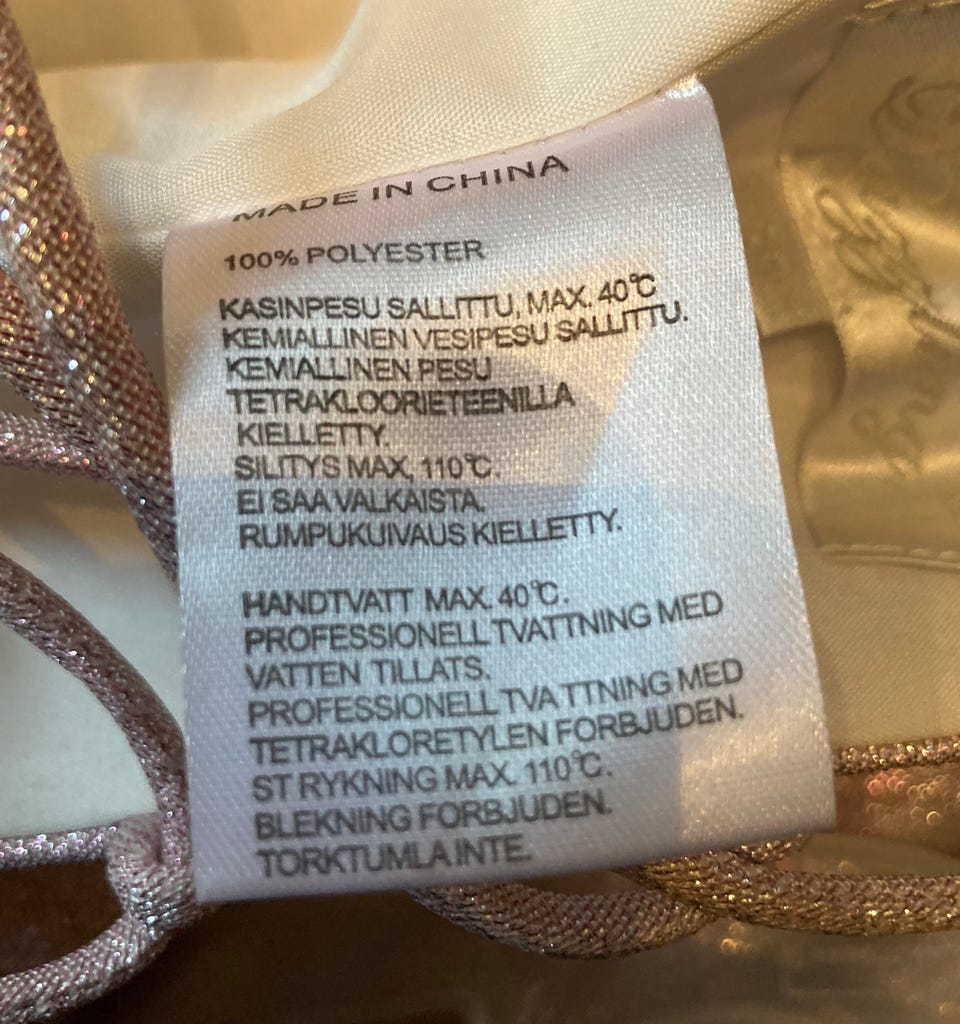 MADE IN CHINA
100% POLYESTER
KASINPESU SALLITTU, MAX. 40°C
KEMIALLINEN VESIPESU SALLITTU.
KEMIALLINEN PESU
TETRAKLOORIETEENILLA
KIELLETTY.
SILITYS MAX, 110°C.
EI SAA VALKAISTA.
RUMPUKUIVAUS KIELLETTY.
HANDTVATT MAX. 40°C.
PROFESSIONELL TVATTNING MED
VATTEN TILLATS.
PROFESSIONELL TVATTNING MED
TETRAKLORETYLEN FORBJUDEN.
ST RYKNING MAX. 110°C.
BLEKNING FORBJUDEN.
TORKTUMLA INTE.